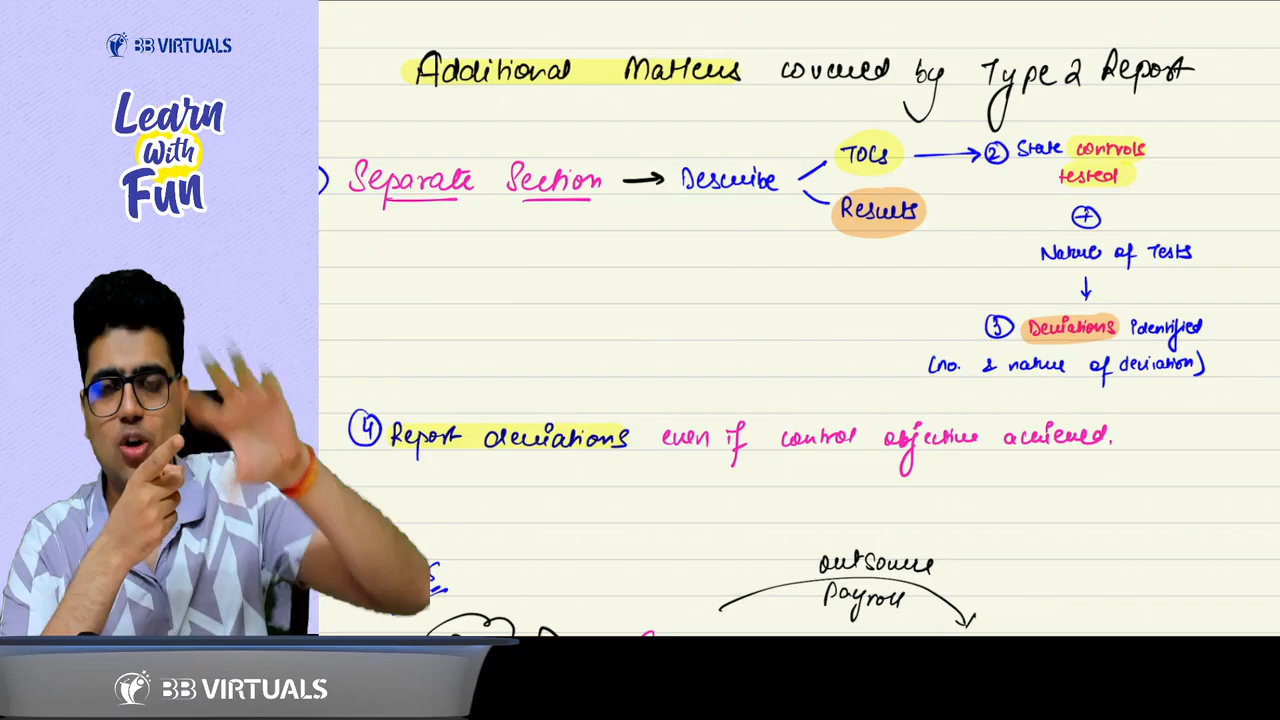 BB VIRTUALS
Learn
With
Fun
Additional Matters covered by Type 2 Report
) Separate Section → Describe
TOCs → ② State controls
tested
Results
+
Nature of Tests
↓
③ Deviations identified
(no. & nature of deviation)
④ Report deviations even if control objective achieved.
outsource
Payroll
BB VIRTUALS